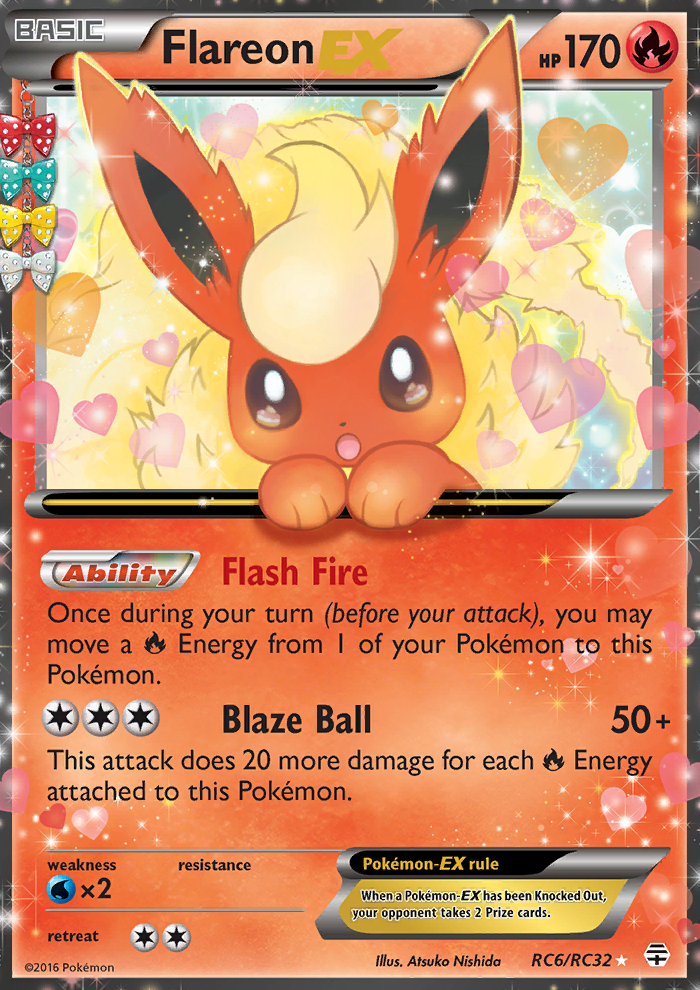 BASIC
Flareon EX
HP 170
Ability Flash Fire
Once during your turn (before your attack), you may
move a Energy from 1 of your Pokémon to this
Pokémon.
Blaze Ball 50+
This attack does 20 more damage for each Energy
attached to this Pokémon.
weakness resistance
×2
Pokémon-EX rule
When a Pokémon-EX has been Knocked Out,
your opponent takes 2 Prize cards.
retreat
©2016 Pokémon
Illus. Atsuko Nishida RC6/RC32